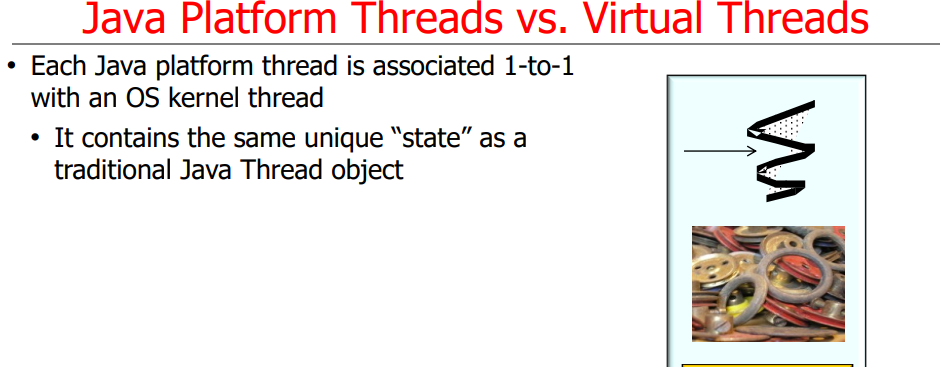 Java Platform Threads vs. Virtual Threads
• Each Java platform thread is associated 1-to-1
with an OS kernel thread
• It contains the same unique “state” as a
traditional Java Thread object